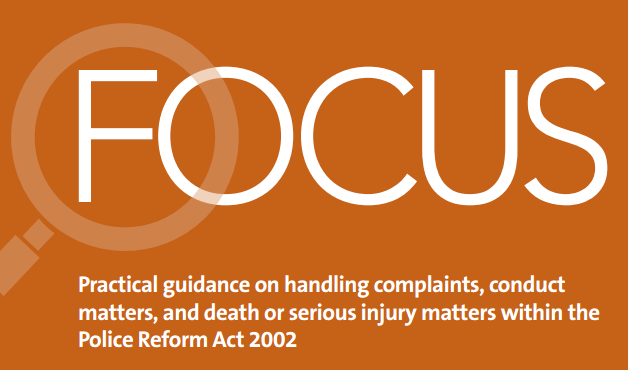 FOCUS
Practical guidance on handling complaints, conduct
matters, and death or serious injury matters within the
Police Reform Act 2002